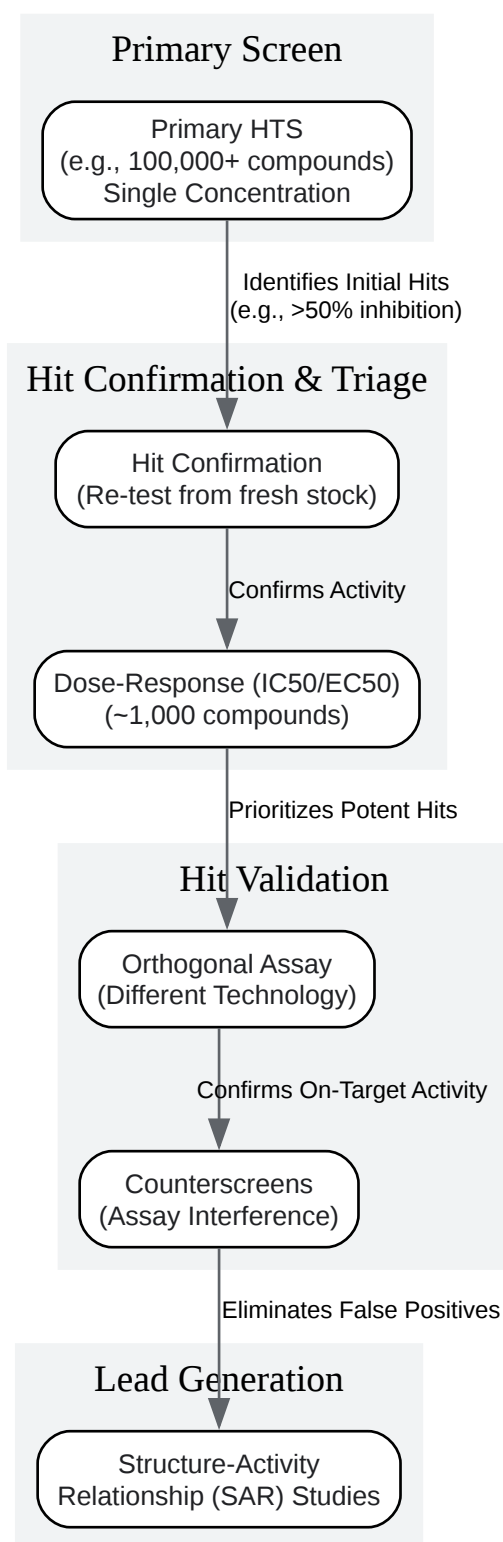 Primary Screen
Primary HTS
(e.g., 100,000+ compounds)
Single Concentration
Identifies Initial Hits
(e.g., >50% inhibition)
Hit Confirmation & Triage
Hit Confirmation
(Re-test from fresh stock)
Confirms Activity
Dose-Response (IC50/EC50)
(~1,000 compounds)
Prioritizes Potent Hits
Hit Validation
Orthogonal Assay
(Different Technology)
Confirms On-Target Activity
Counterscreens
(Assay Interference)
Eliminates False Positives
Lead Generation
Structure-Activity
Relationship (SAR) Studies